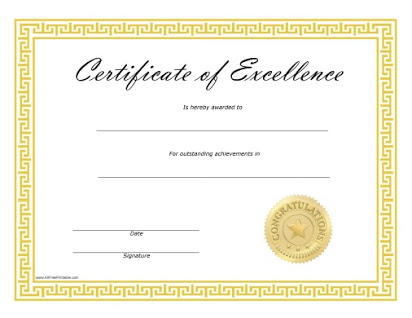 Certificate of Excellence
Is hereby awarded to
For outstanding achievements in
CONGRATULATIONS
Date
Signature
www.AllFreePrintable.com